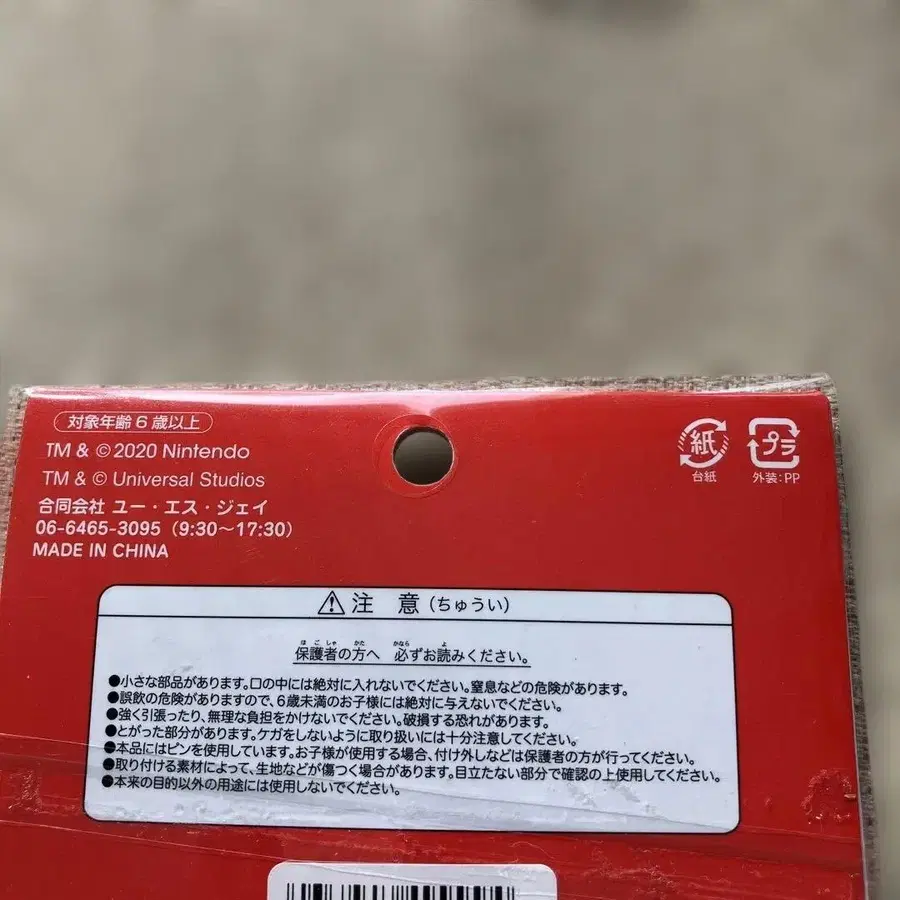 対象年齢6歳以上
TM & ©2020 Nintendo
TM & © Universal Studios
合同会社 ユー・エス・ジェイ
06-6465-3095（9:30～17:30）
MADE IN CHINA
紙
台紙
プラ
外装：PP
⚠注 意（ちゅうい）
ほごしゃ かた かなら よ
保護者の方へ 必ずお読みください。
●小さな部品があります。口の中には絶対に入れないでください。窒息などの危険があります。
●誤飲の危険がありますので、6歳未満のお子様には絶対に与えないでください。
●強く引張ったり、無理な負担をかけないでください。破損する恐れがあります。
●とがった部分があります。ケガをしないように取り扱いには十分注意してください。
●本品にはピンを使用しています。お子様が使用する場合、付け外しなどは保護者の方が行ってください。
●取り付ける素材によって、生地などが傷つく場合があります。目立たない部分で確認の上使用してください。
●本来の目的以外の用途には使用しないでください。